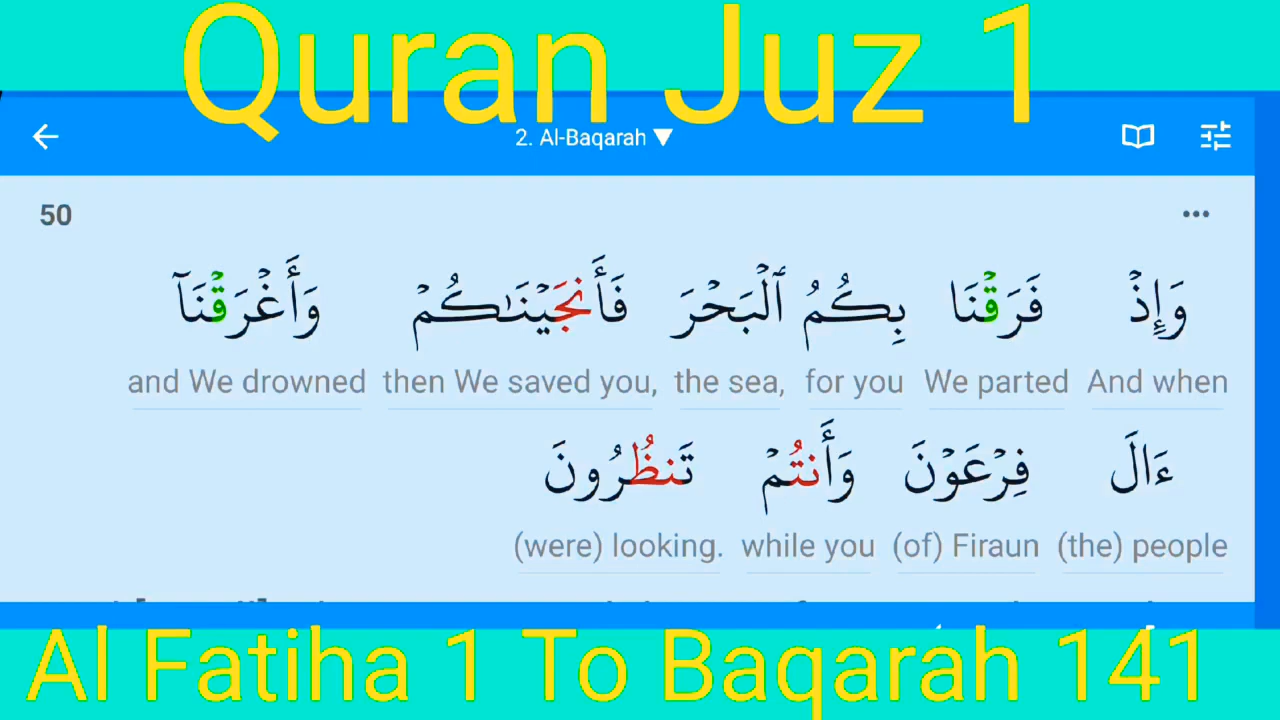 Quran Juz 1
2. Al-Baqarah ▼
50
وَإِذۡ فَرَقۡنَا بِكُمُ ٱلۡبَحۡرَ فَأَنجَيۡنَٰكُمۡ وَأَغۡرَقۡنَآ
and We drowned then We saved you, the sea, for you We parted And when
ءَالَ فِرۡعَوۡنَ وَأَنتُمۡ تَنظُرُونَ
(were) looking. while you (of) Firaun (the) people
Al Fatiha 1 To Baqarah 141